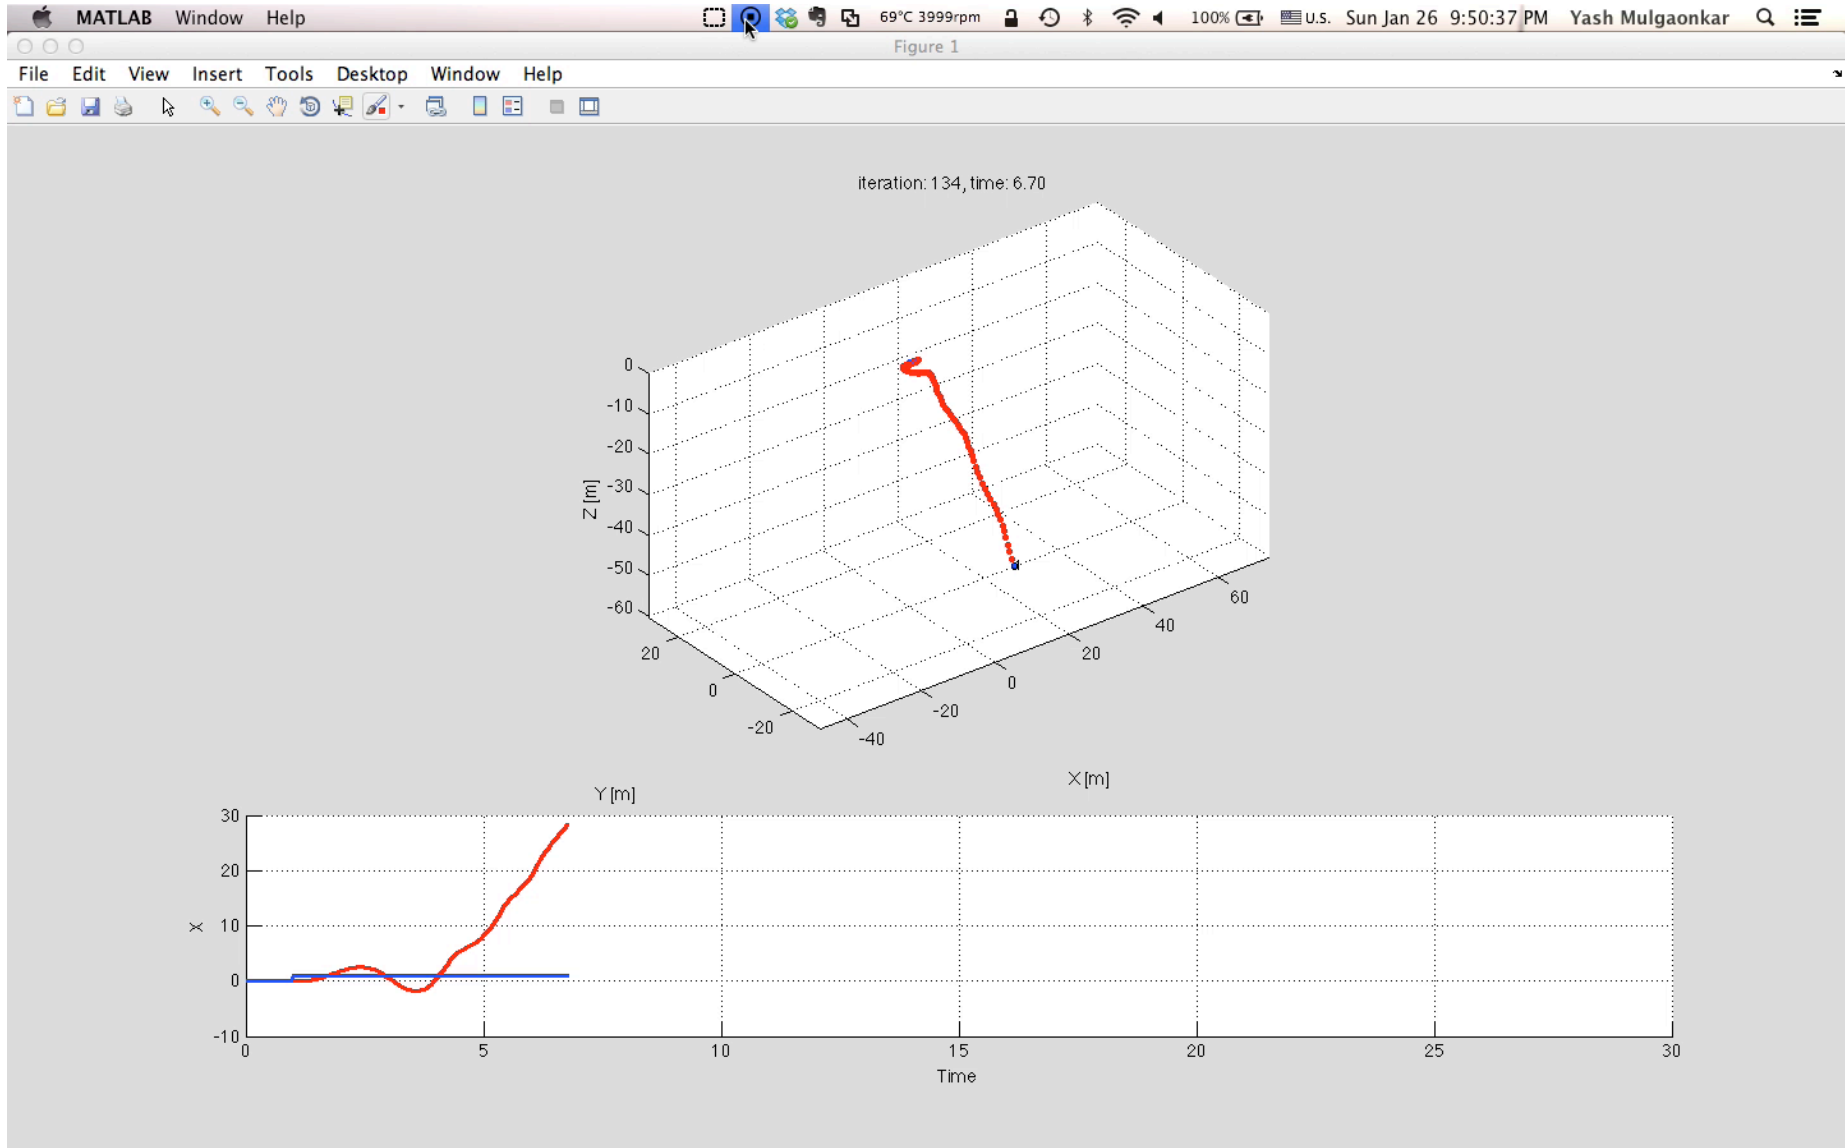 MATLAB Window Help 69°C 3999rpm 100% U.S. Sun Jan 26 9:50:37 PM Yash Mulgaonkar
Figure 1
File Edit View Insert Tools Desktop Window Help
iteration: 134, time: 6.70
0
-10
-20
-30
-40
-50
-60
Z [m]
20
0
-20
-40
-20
0
20
40
60
X [m]
Y [m]
30
20
10
0
-10
X
0 5 10 15 20 25 30
Time